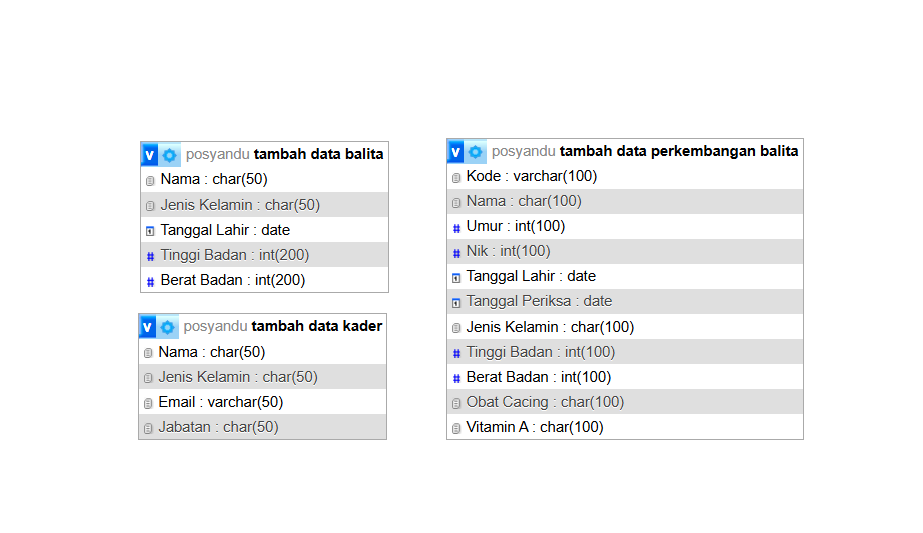 posyandu tambah data balita
Nama : char(50)
Jenis Kelamin : char(50)
Tanggal Lahir : date
Tinggi Badan : int(200)
Berat Badan : int(200)
posyandu tambah data kader
Nama : char(50)
Jenis Kelamin : char(50)
Email : varchar(50)
Jabatan : char(50)
posyandu tambah data perkembangan balita
Kode : varchar(100)
Nama : char(100)
Umur : int(100)
Nik : int(100)
Tanggal Lahir : date
Tanggal Periksa : date
Jenis Kelamin : char(100)
Tinggi Badan : int(100)
Berat Badan : int(100)
Obat Cacing : char(100)
Vitamin A : char(100)